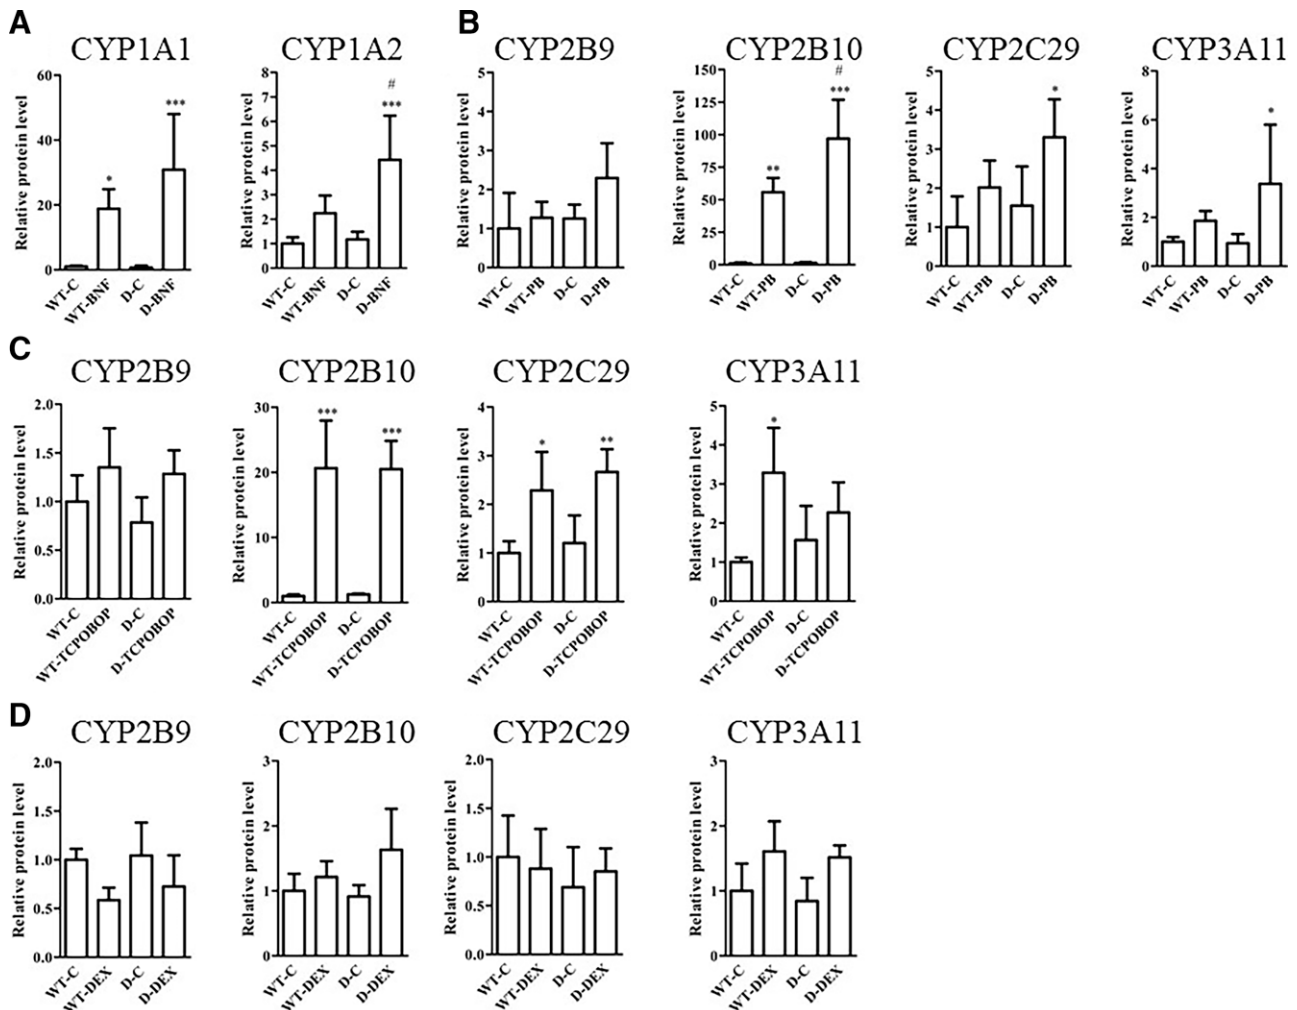 A
CYP1A1
Relative protein level
60
40
20
0
*
***
WT-C
WT-BNF
D-C
D-BNF
CYP1A2
Relative protein level
8
7
6
5
4
3
2
1
0
#
***
WT-C
WT-BNF
D-C
D-BNF
B
CYP2B9
Relative protein level
5
4
3
2
1
0
WT-C
WT-PB
D-C
D-PB
CYP2B10
Relative protein level
150
125
100
75
50
25
0
**
#
***
WT-C
WT-PB
D-C
D-PB
CYP2C29
Relative protein level
5
4
3
2
1
0
*
WT-C
WT-PB
D-C
D-PB
CYP3A11
Relative protein level
8
6
4
2
0
*
WT-C
WT-PB
D-C
D-PB
C
CYP2B9
Relative protein level
2.0
1.5
1.0
0.5
0.0
WT-C
WT-TCPOBOP
D-C
D-TCPOBOP
CYP2B10
Relative protein level
30
20
10
0
***
***
WT-C
WT-TCPOBOP
D-C
D-TCPOBOP
CYP2C29
Relative protein level
4
3
2
1
0
*
**
WT-C
WT-TCPOBOP
D-C
D-TCPOBOP
CYP3A11
Relative protein level
5
4
3
2
1
0
*
WT-C
WT-TCPOBOP
D-C
D-TCPOBOP
D
CYP2B9
Relative protein level
2.0
1.5
1.0
0.5
0.0
WT-C
WT-DEX
D-C
D-DEX
CYP2B10
Relative protein level
3
2
1
0
WT-C
WT-DEX
D-C
D-DEX
CYP2C29
Relative protein level
2.0
1.5
1.0
0.5
0.0
WT-C
WT-DEX
D-C
D-DEX
CYP3A11
Relative protein level
3
2
1
0
WT-C
WT-DEX
D-C
D-DEX